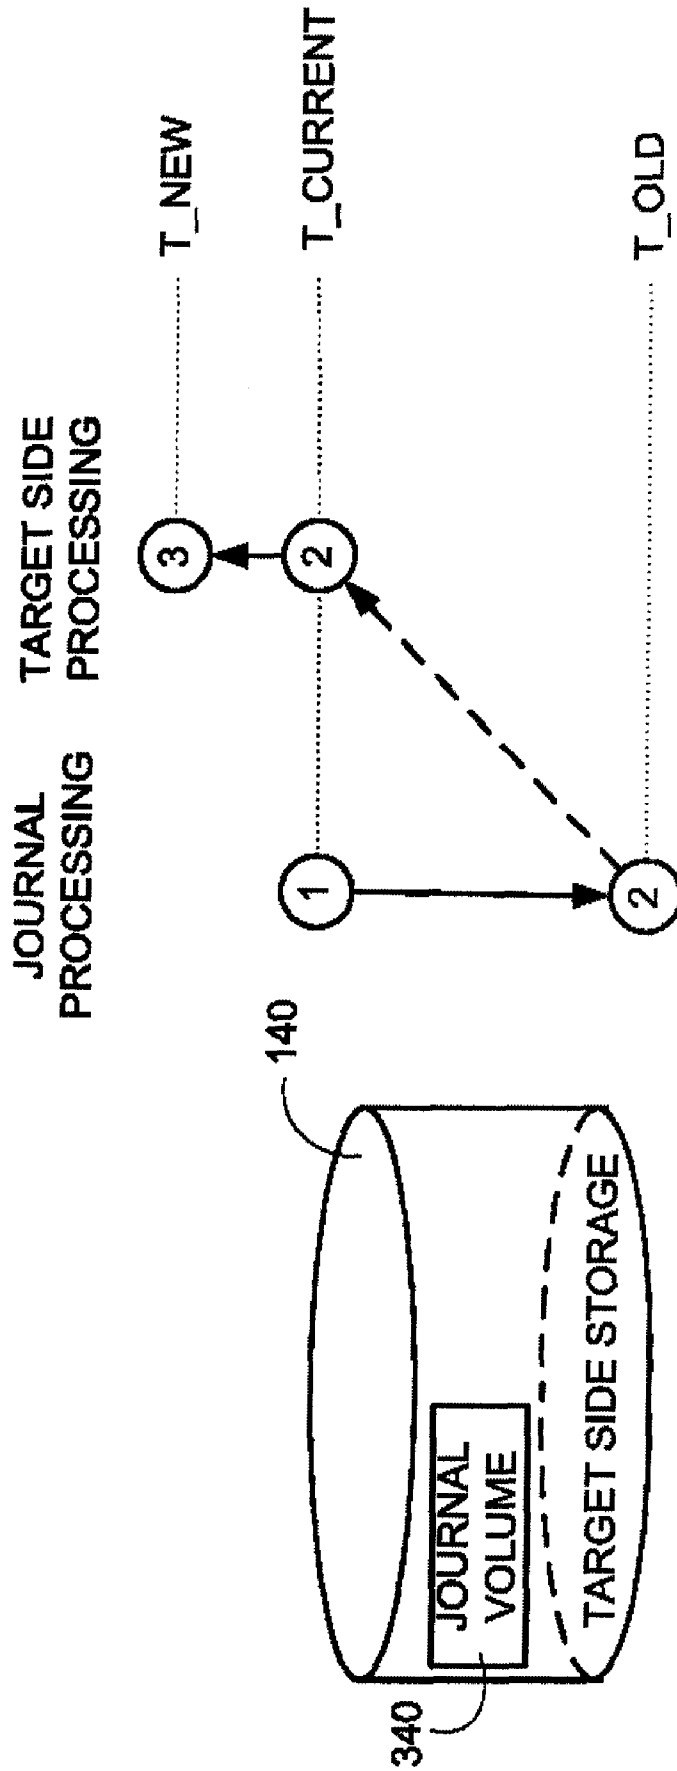 JOURNAL
PROCESSING
TARGET SIDE
PROCESSING
3
T_NEW
1
2
T_CURRENT
2
T_OLD
140
JOURNAL
VOLUME
340
TARGET SIDE STORAGE